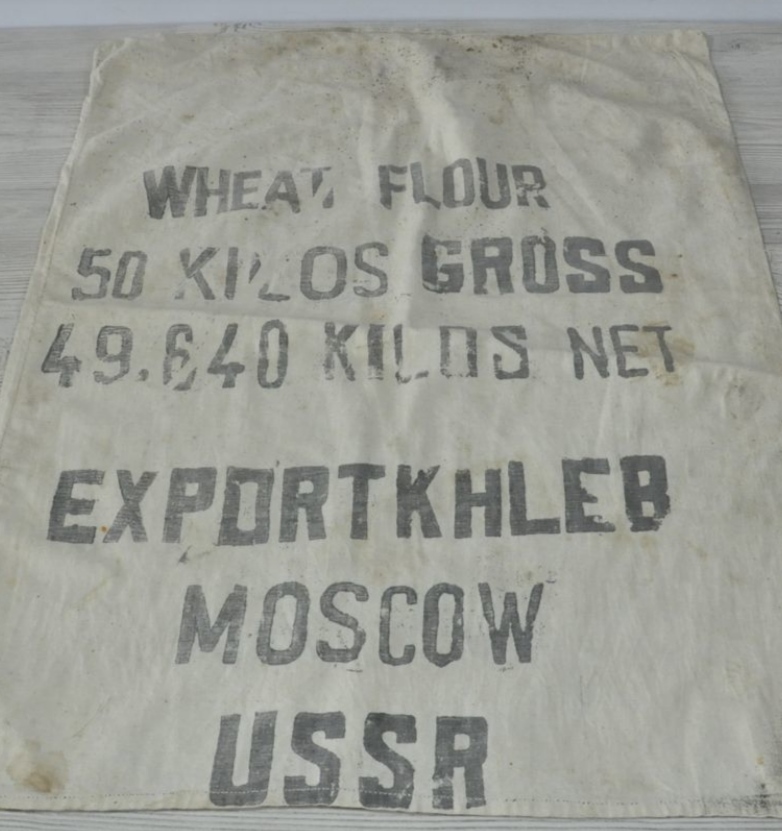 WHEAT FLOUR
50 KILOS GROSS
49.640 KILOS NET
EXPORTKHLEB
MOSCOW
USSR